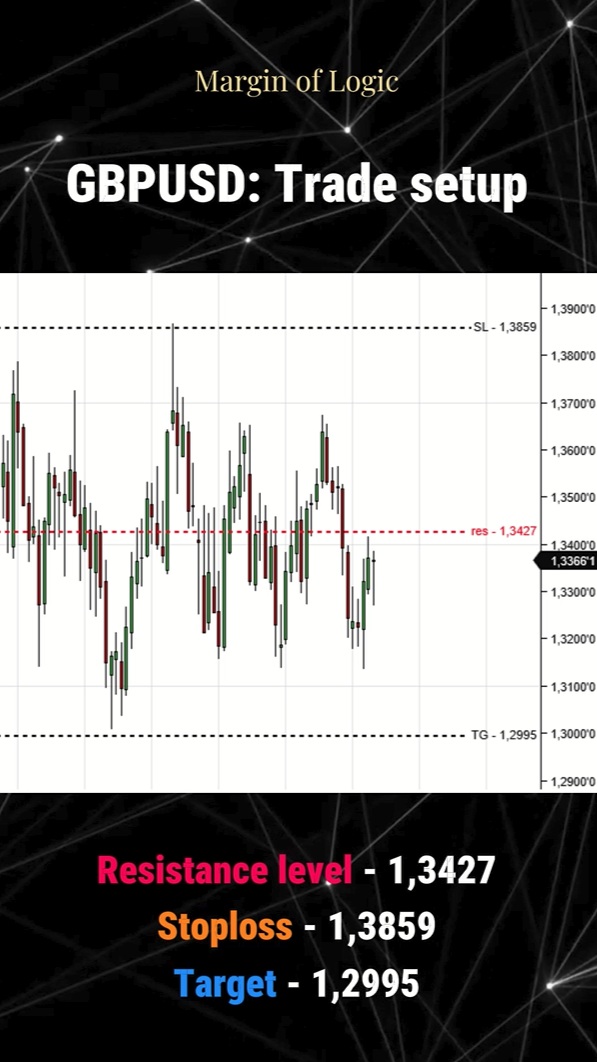 Margin of Logic
GBPUSD: Trade setup
1,3900'0
SL - 1,3859
1,3800'0
1,3700'0
1,3600'0
1,3500'0
res - 1,3427
1,3400'0
1,3366'1
1,3300'0
1,3200'0
1,3100'0
TG - 1,2995
1,3000'0
1,2900'0
Resistance level - 1,3427
Stoploss - 1,3859
Target - 1,2995